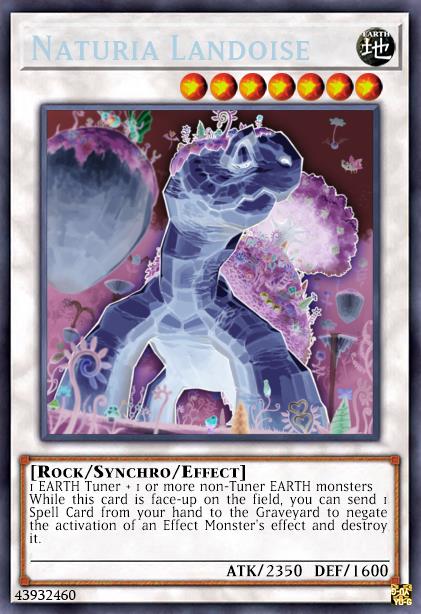 NATURIA LANDOISE
EARTH
地
[ROCK/SYNCHRO/EFFECT]
1 EARTH Tuner + 1 or more non-Tuner EARTH monsters
While this card is face-up on the field, you can send 1
Spell Card from your hand to the Graveyard to negate
the activation of an Effect Monster's effect and destroy
it.
ATK/2350 DEF/1600
43932460